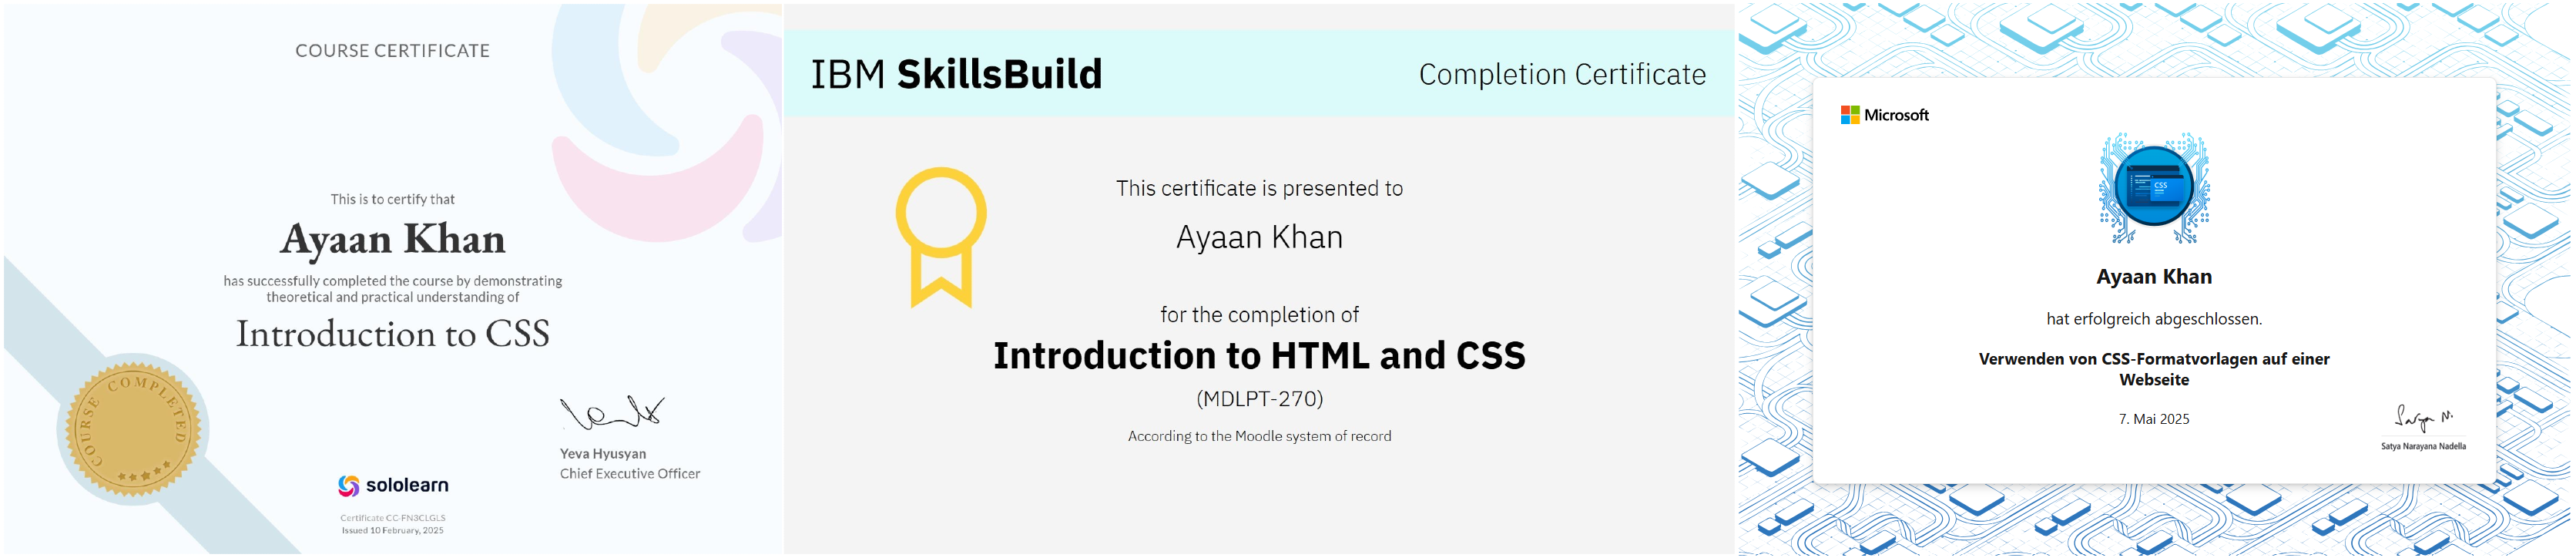 COURSE CERTIFICATE
This is to certify that
Ayaan Khan
has successfully completed the course by demonstrating
theoretical and practical understanding of
Introduction to CSS
COURSE COMPLETED
Yeva Hyusyan
Chief Executive Officer
sololearn
Certificate CC-FN3CLGLS
Issued 10 February, 2025
IBM SkillsBuild
Completion Certificate
This certificate is presented to
Ayaan Khan
for the completion of
Introduction to HTML and CSS
(MDLPT-270)
According to the Moodle system of record
Microsoft
CSS
Ayaan Khan
hat erfolgreich abgeschlossen.
Verwenden von CSS-Formatvorlagen auf einer
Webseite
7. Mai 2025
Satya N.
Satya Narayana Nadella